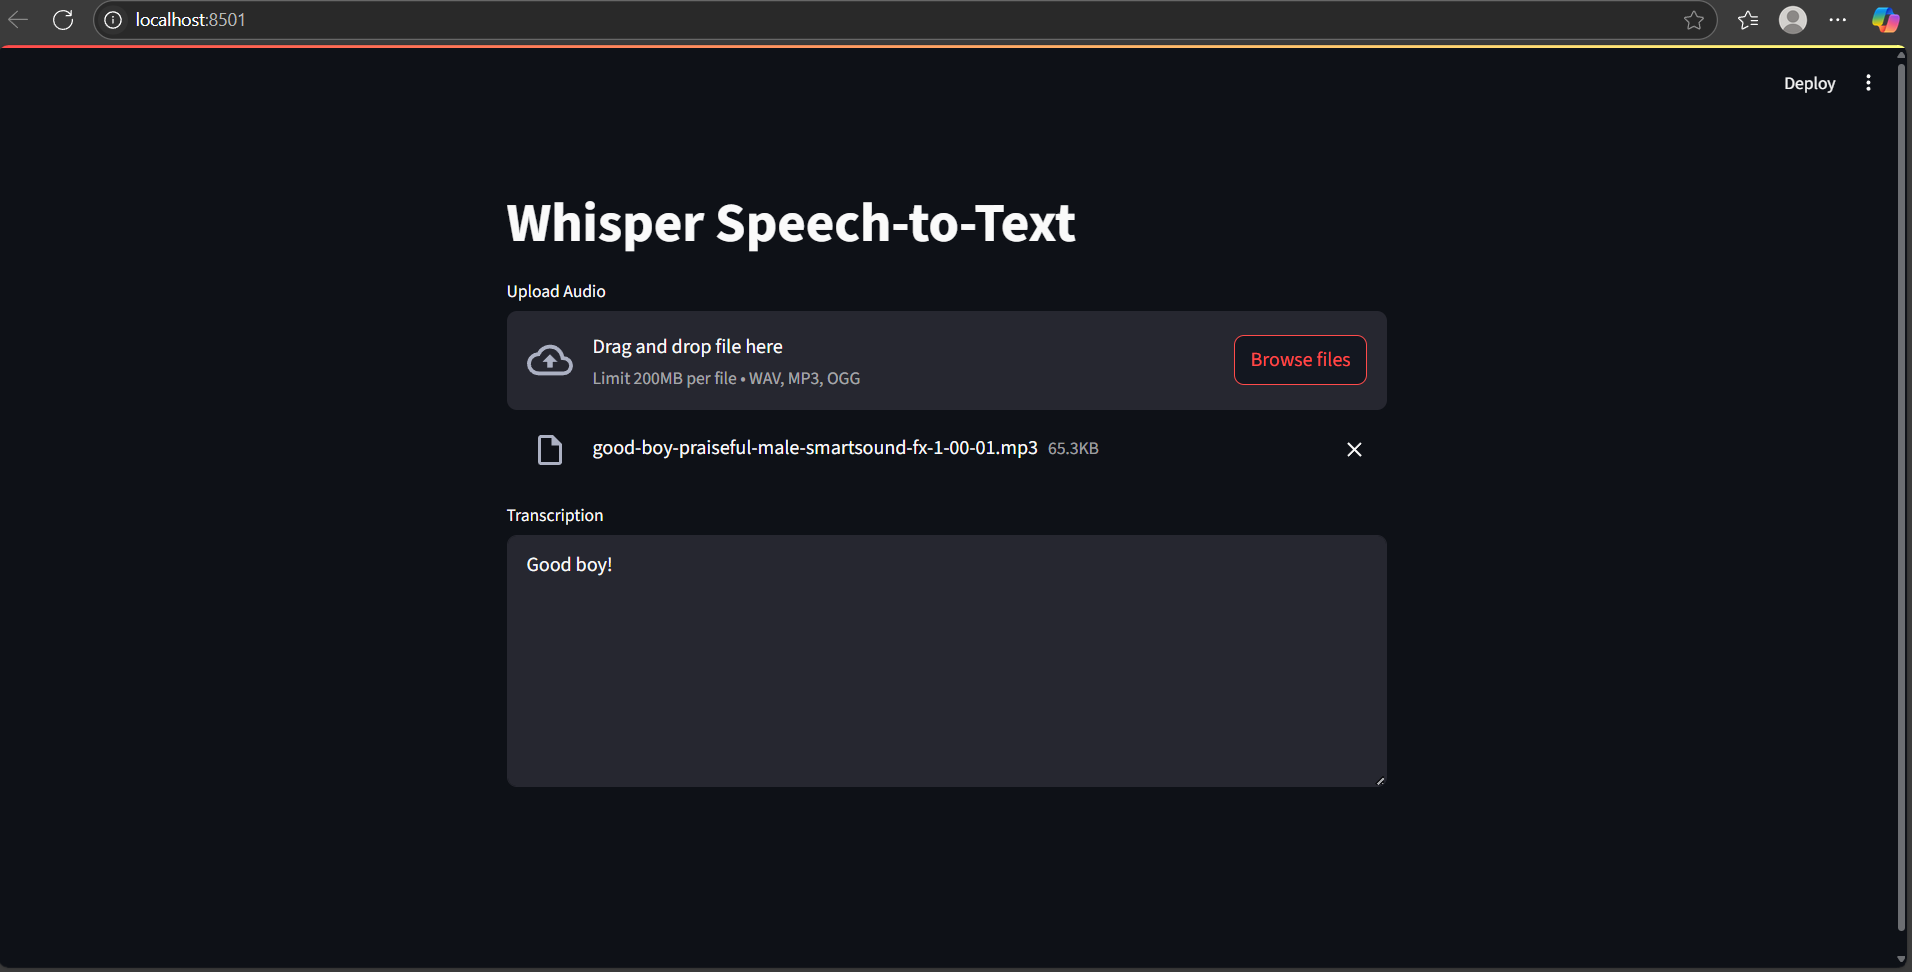 localhost:8501
Deploy
Whisper Speech-to-Text
Upload Audio
Drag and drop file here
Limit 200MB per file • WAV, MP3, OGG
Browse files
good-boy-praiseful-male-smartsound-fx-1-00-01.mp3 65.3KB
Transcription
Good boy!